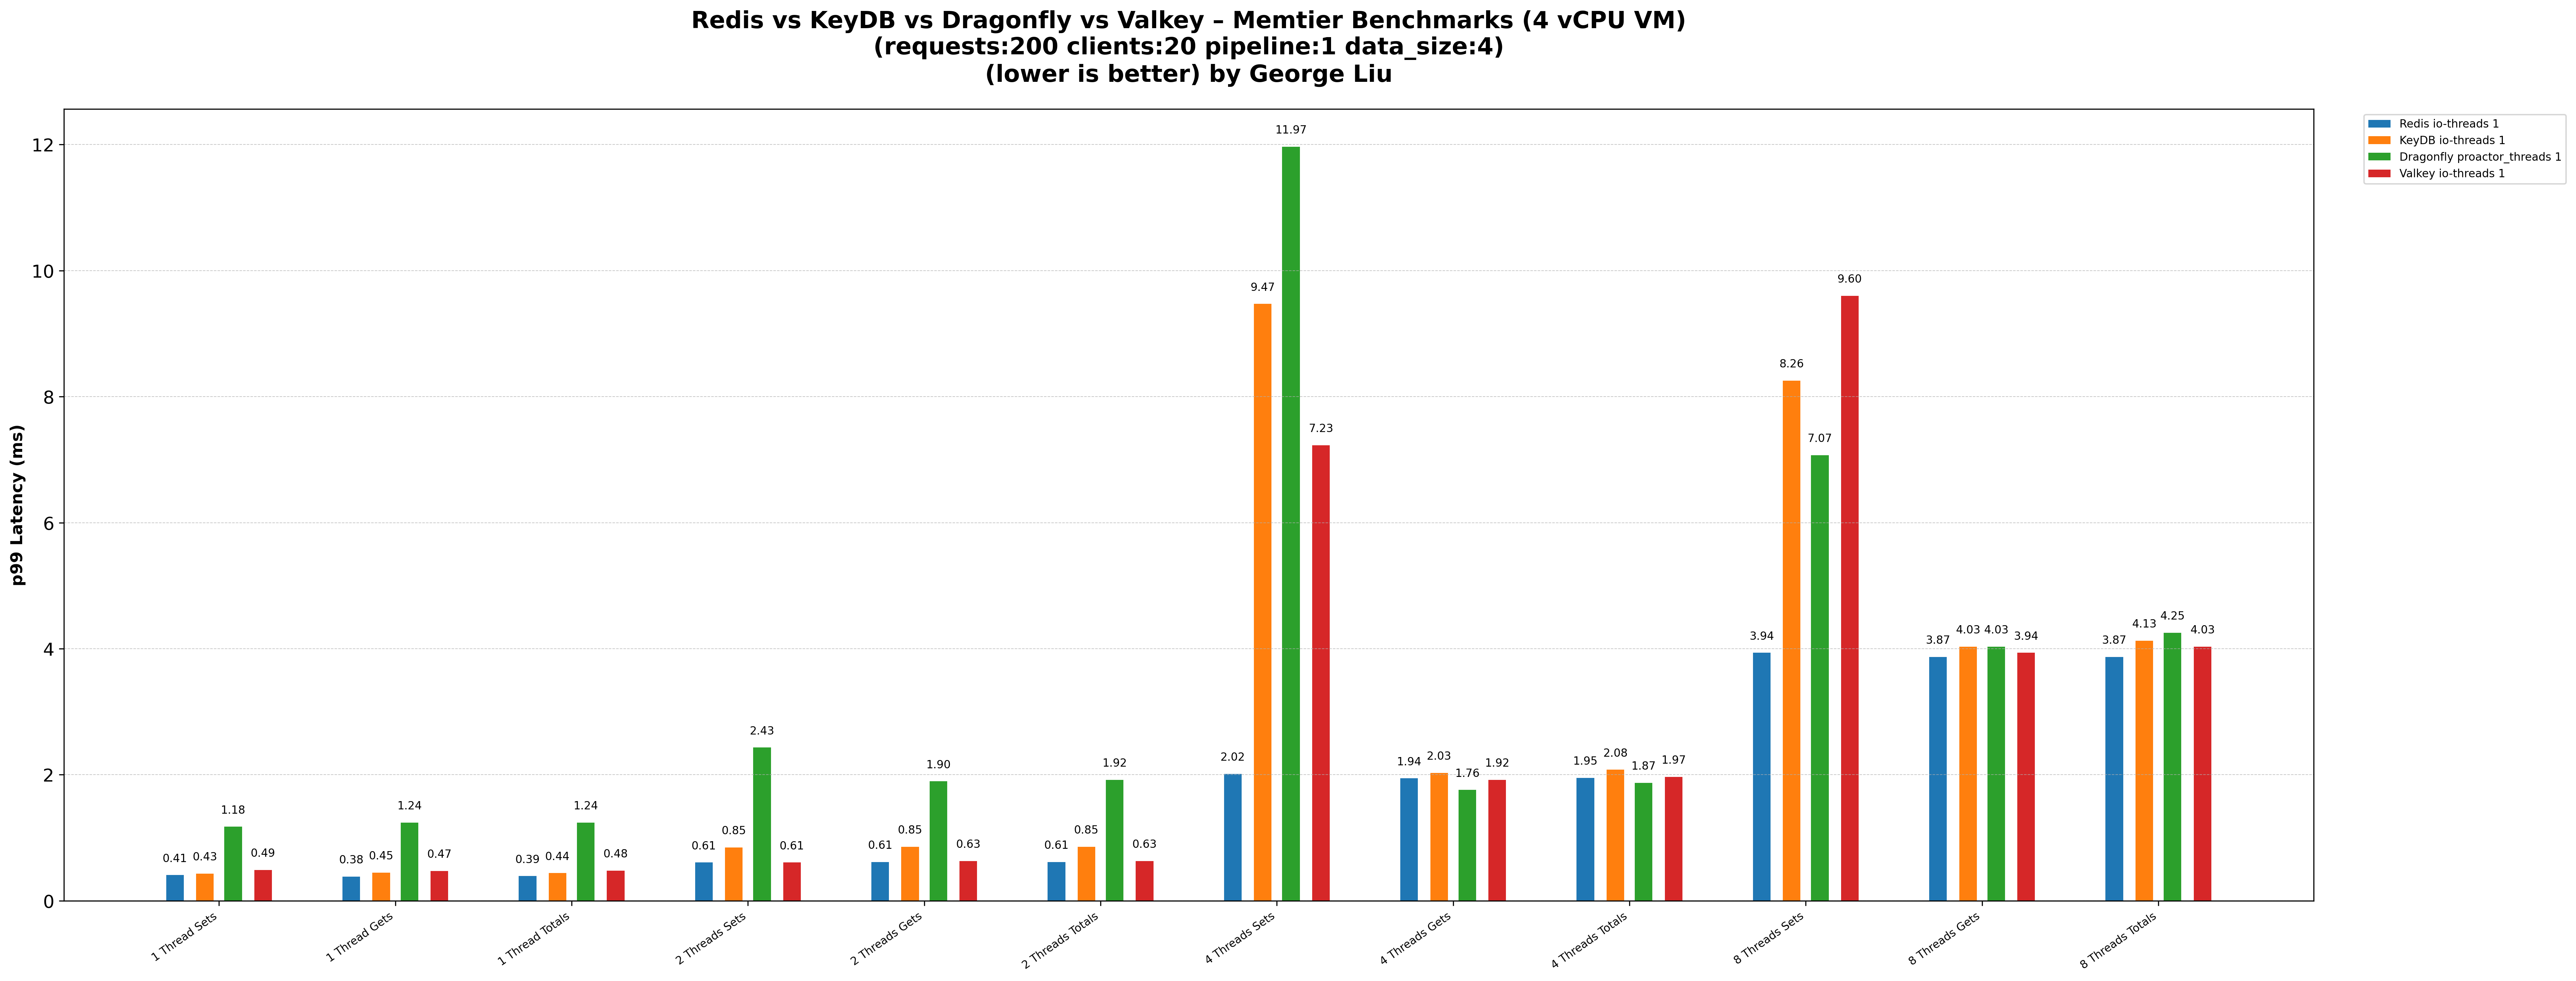 Redis vs KeyDB vs Dragonfly vs Valkey – Memtier Benchmarks (4 vCPU VM)
(requests:200 clients:20 pipeline:1 data_size:4)
(lower is better) by George Liu
Redis io-threads 1
KeyDB io-threads 1
Dragonfly proactor_threads 1
Valkey io-threads 1
p99 Latency (ms)
12
10
8
6
4
2
0
0.41 0.43 1.18 0.49
0.38 0.45 1.24 0.47
0.39 0.44 1.24 0.48
0.61 0.85 2.43 0.61
0.61 0.85 1.90 0.63
0.61 0.85 1.92 0.63
2.02 9.47 11.97 7.23
1.94 2.03 1.76 1.92
1.95 2.08 1.87 1.97
3.94 8.26 7.07 9.60
3.87 4.03 4.03 3.94
3.87 4.13 4.25 4.03
1 Thread Sets
1 Thread Gets
1 Thread Totals
2 Threads Sets
2 Threads Gets
2 Threads Totals
4 Threads Sets
4 Threads Gets
4 Threads Totals
8 Threads Sets
8 Threads Gets
8 Threads Totals